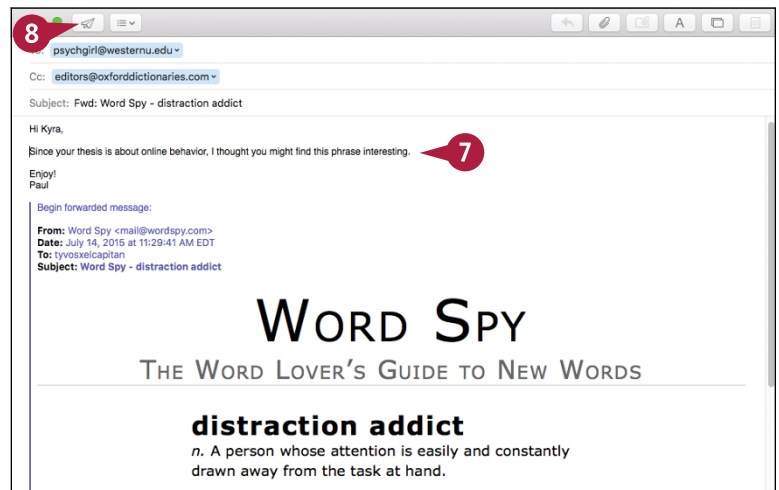 8
A
psychgirl@westernu.edu
Cc: editors@oxforddictionaries.com
Subject: Fwd: Word Spy - distraction addict
Hi Kyra,
Since your thesis is about online behavior, I thought you might find this phrase interesting.
7
Enjoy!
Paul
Begin forwarded message:
From: Word Spy <mail@wordspy.com>
Date: July 14, 2015 at 11:29:41 AM EDT
To: tyvosxelcapitan
Subject: Word Spy - distraction addict
WORD SPY
THE WORD LOVER'S GUIDE TO NEW WORDS
distraction addict
n. A person whose attention is easily and constantly
drawn away from the task at hand.